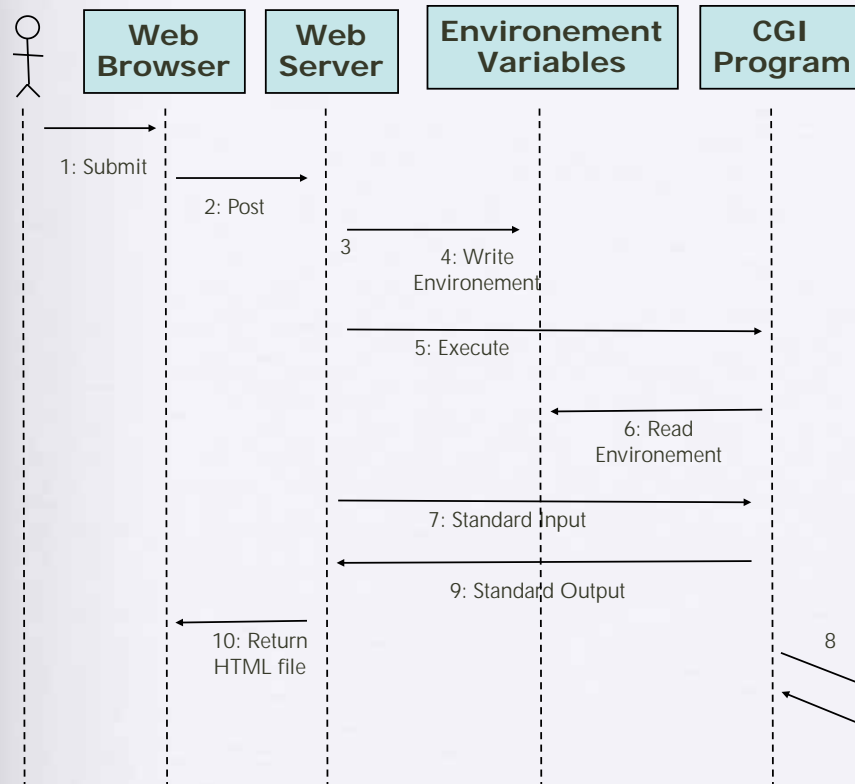 Web
Browser
Web
Server
Environement
Variables
CGI
Program
1: Submit
2: Post
3
4: Write
Environement
5: Execute
6: Read
Environement
7: Standard Input
9: Standard Output
10: Return
HTML file
8